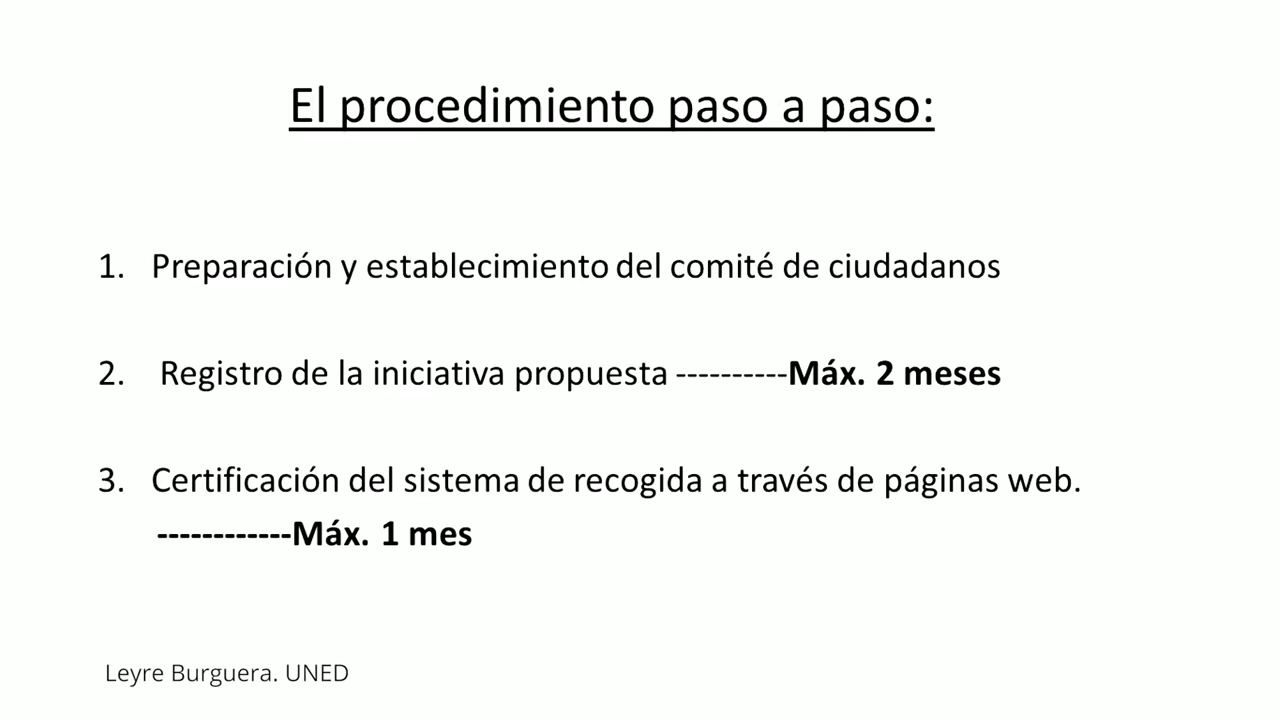 El procedimiento paso a paso:
1. Preparación y establecimiento del comité de ciudadanos
2. Registro de la iniciativa propuesta ----------Máx. 2 meses
3. Certificación del sistema de recogida a través de páginas web.
------------Máx. 1 mes
Leyre Burguera. UNED